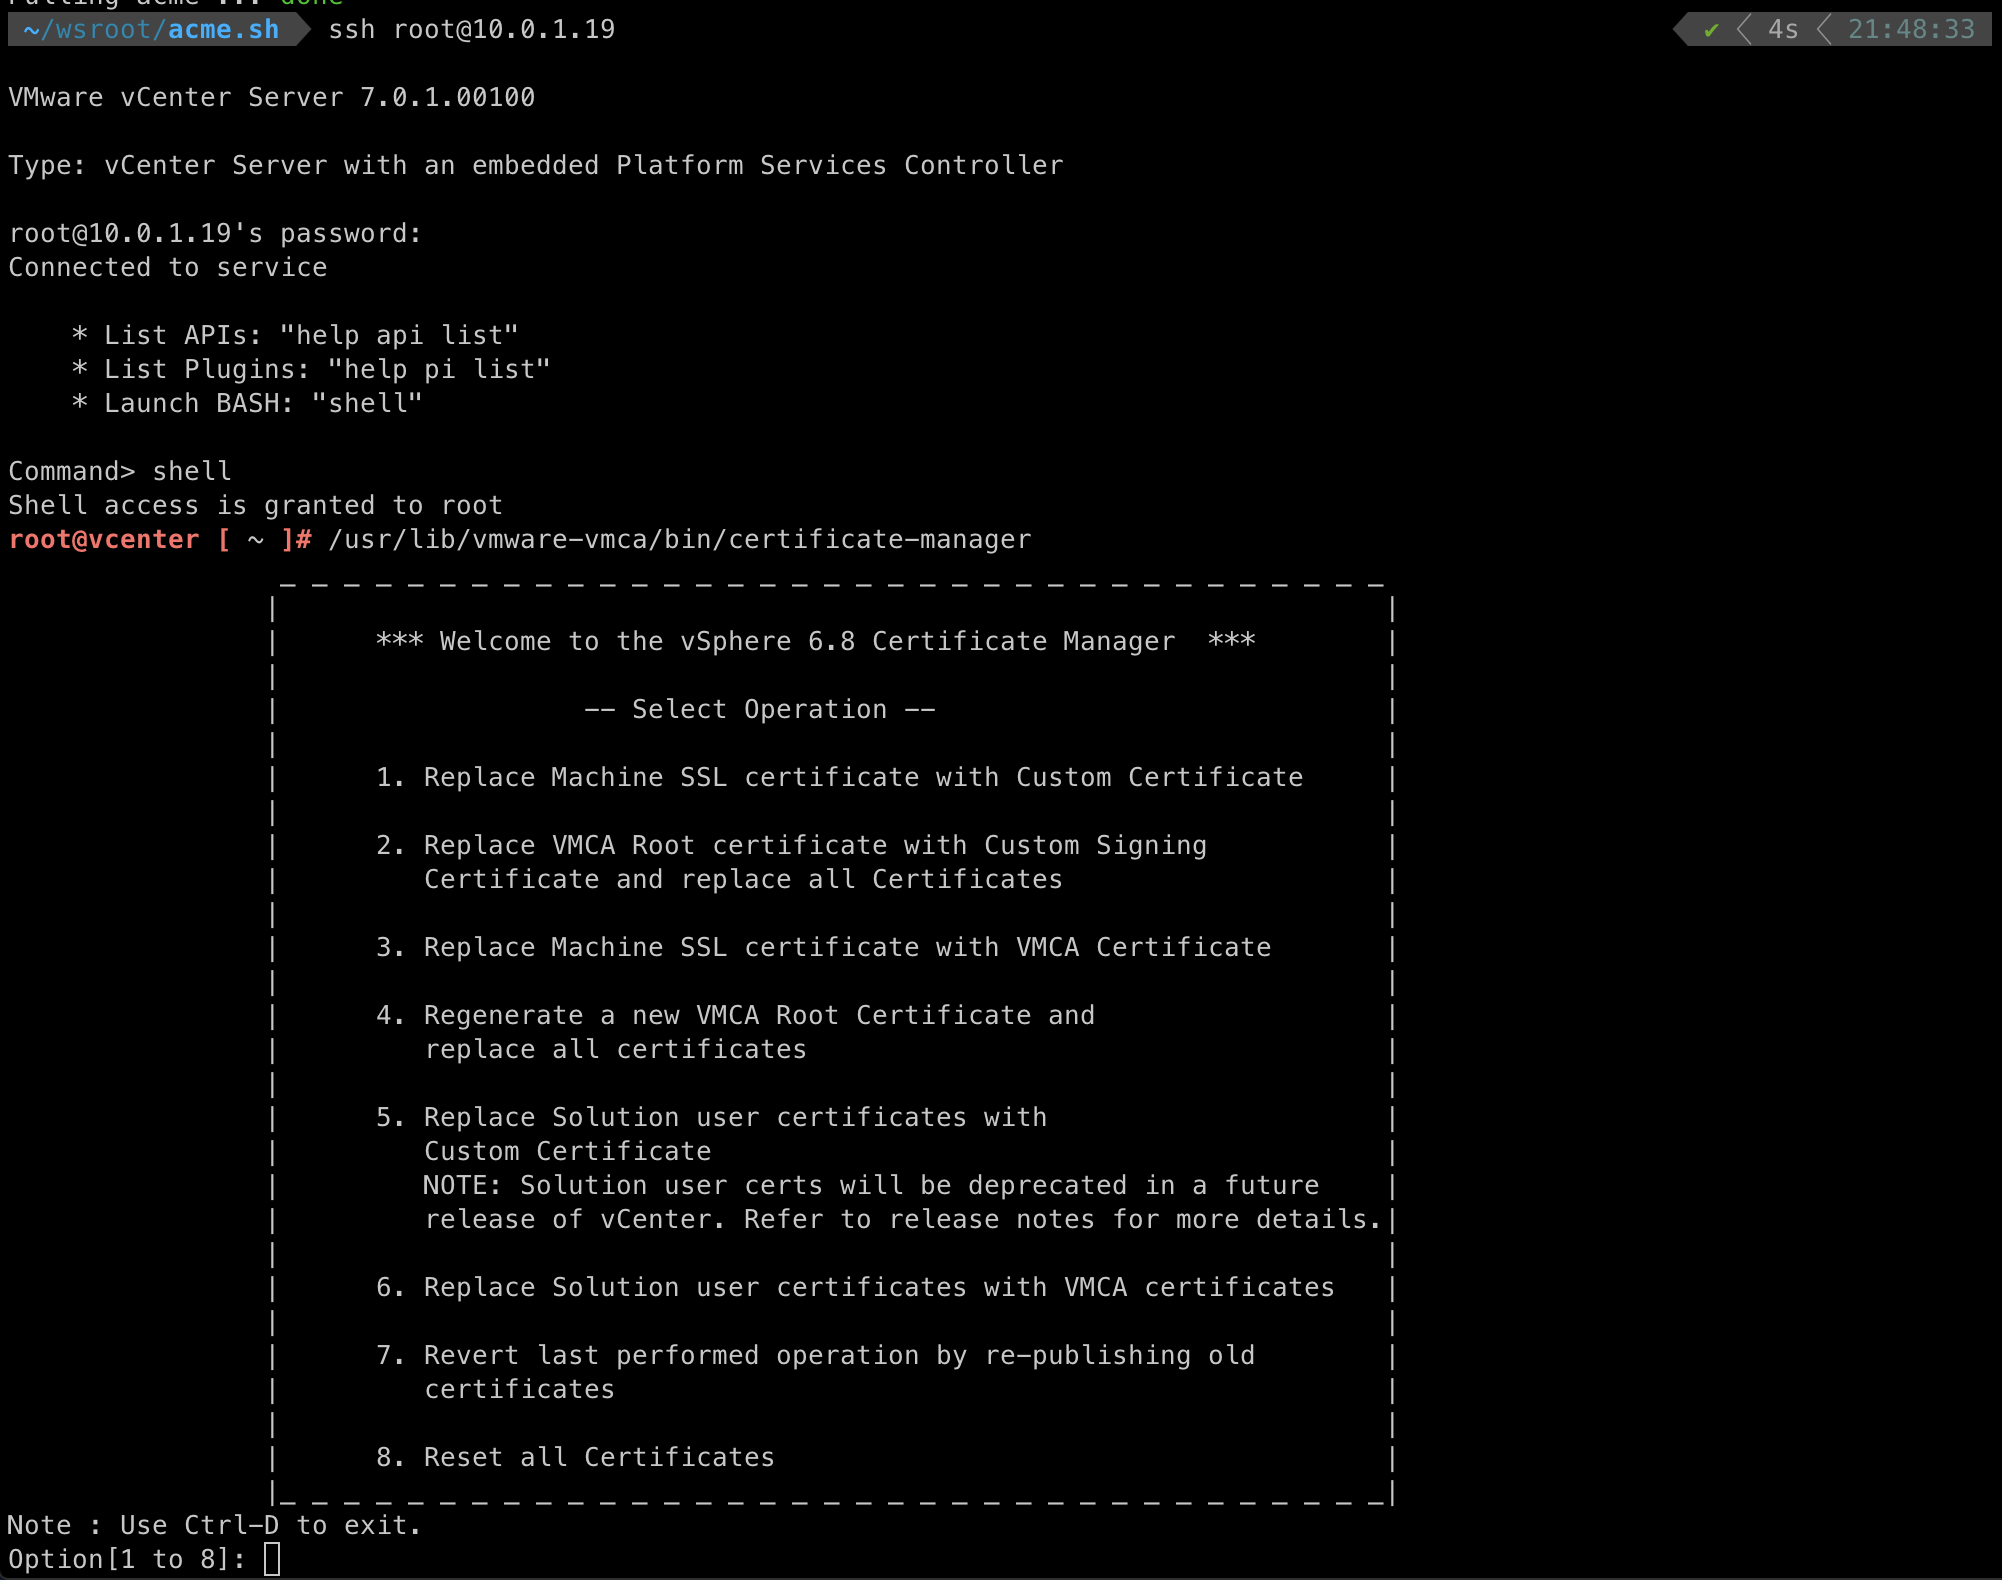 Pulling acme ... done
~/wsroot/acme.sh ssh root@10.0.1.19 ✔ 4s 21:48:33
VMware vCenter Server 7.0.1.00100
Type: vCenter Server with an embedded Platform Services Controller
root@10.0.1.19's password:
Connected to service
* List APIs: "help api list"
* List Plugins: "help pi list"
* Launch BASH: "shell"
Command> shell
Shell access is granted to root
root@vcenter [ ~ ]# /usr/lib/vmware-vmca/bin/certificate-manager
*** Welcome to the vSphere 6.8 Certificate Manager ***
-- Select Operation --
1. Replace Machine SSL certificate with Custom Certificate
2. Replace VMCA Root certificate with Custom Signing
Certificate and replace all Certificates
3. Replace Machine SSL certificate with VMCA Certificate
4. Regenerate a new VMCA Root Certificate and
replace all certificates
5. Replace Solution user certificates with
Custom Certificate
NOTE: Solution user certs will be deprecated in a future
release of vCenter. Refer to release notes for more details.
6. Replace Solution user certificates with VMCA certificates
7. Revert last performed operation by re-publishing old
certificates
8. Reset all Certificates
Note : Use Ctrl-D to exit.
Option[1 to 8]: